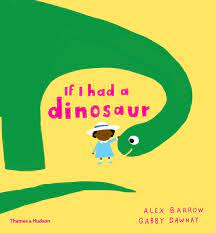 If I had a
dinosaur
ALEX BARROW
GABBY DAWNAY
Thames & Hudson